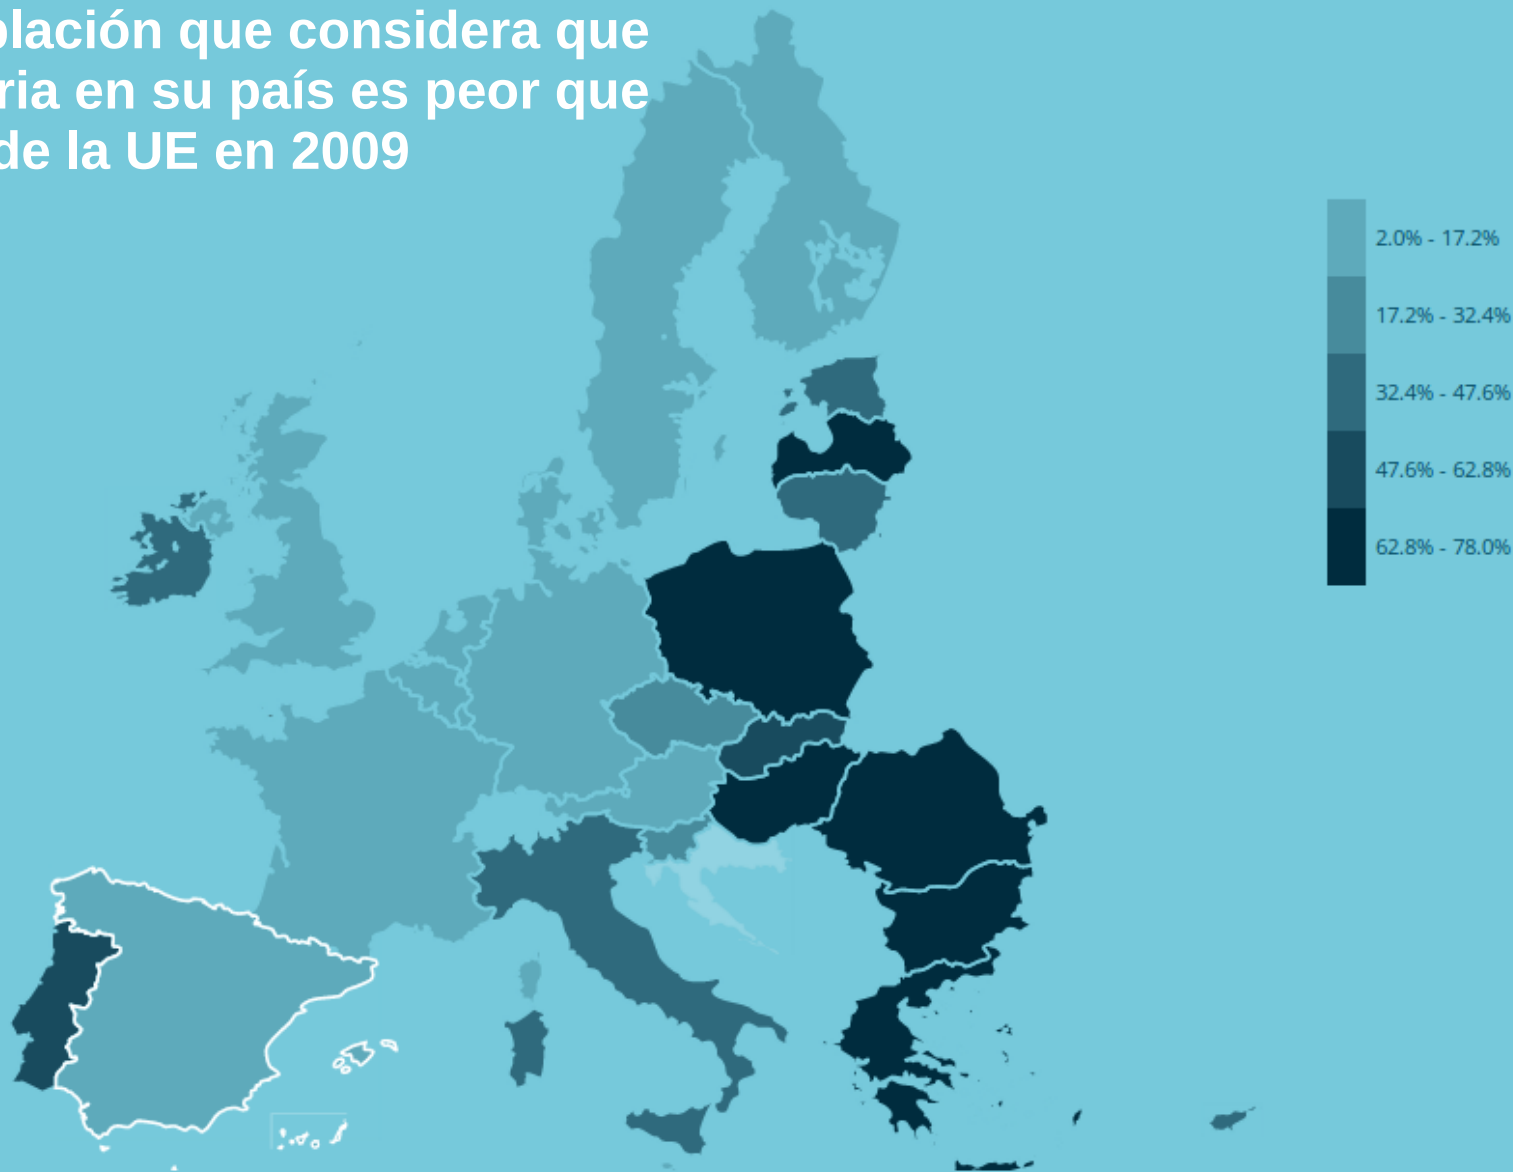 blación que considera que
ria en su país es peor que
de la UE en 2009
2.0% - 17.2%
17.2% - 32.4%
32.4% - 47.6%
47.6% - 62.8%
62.8% - 78.0%